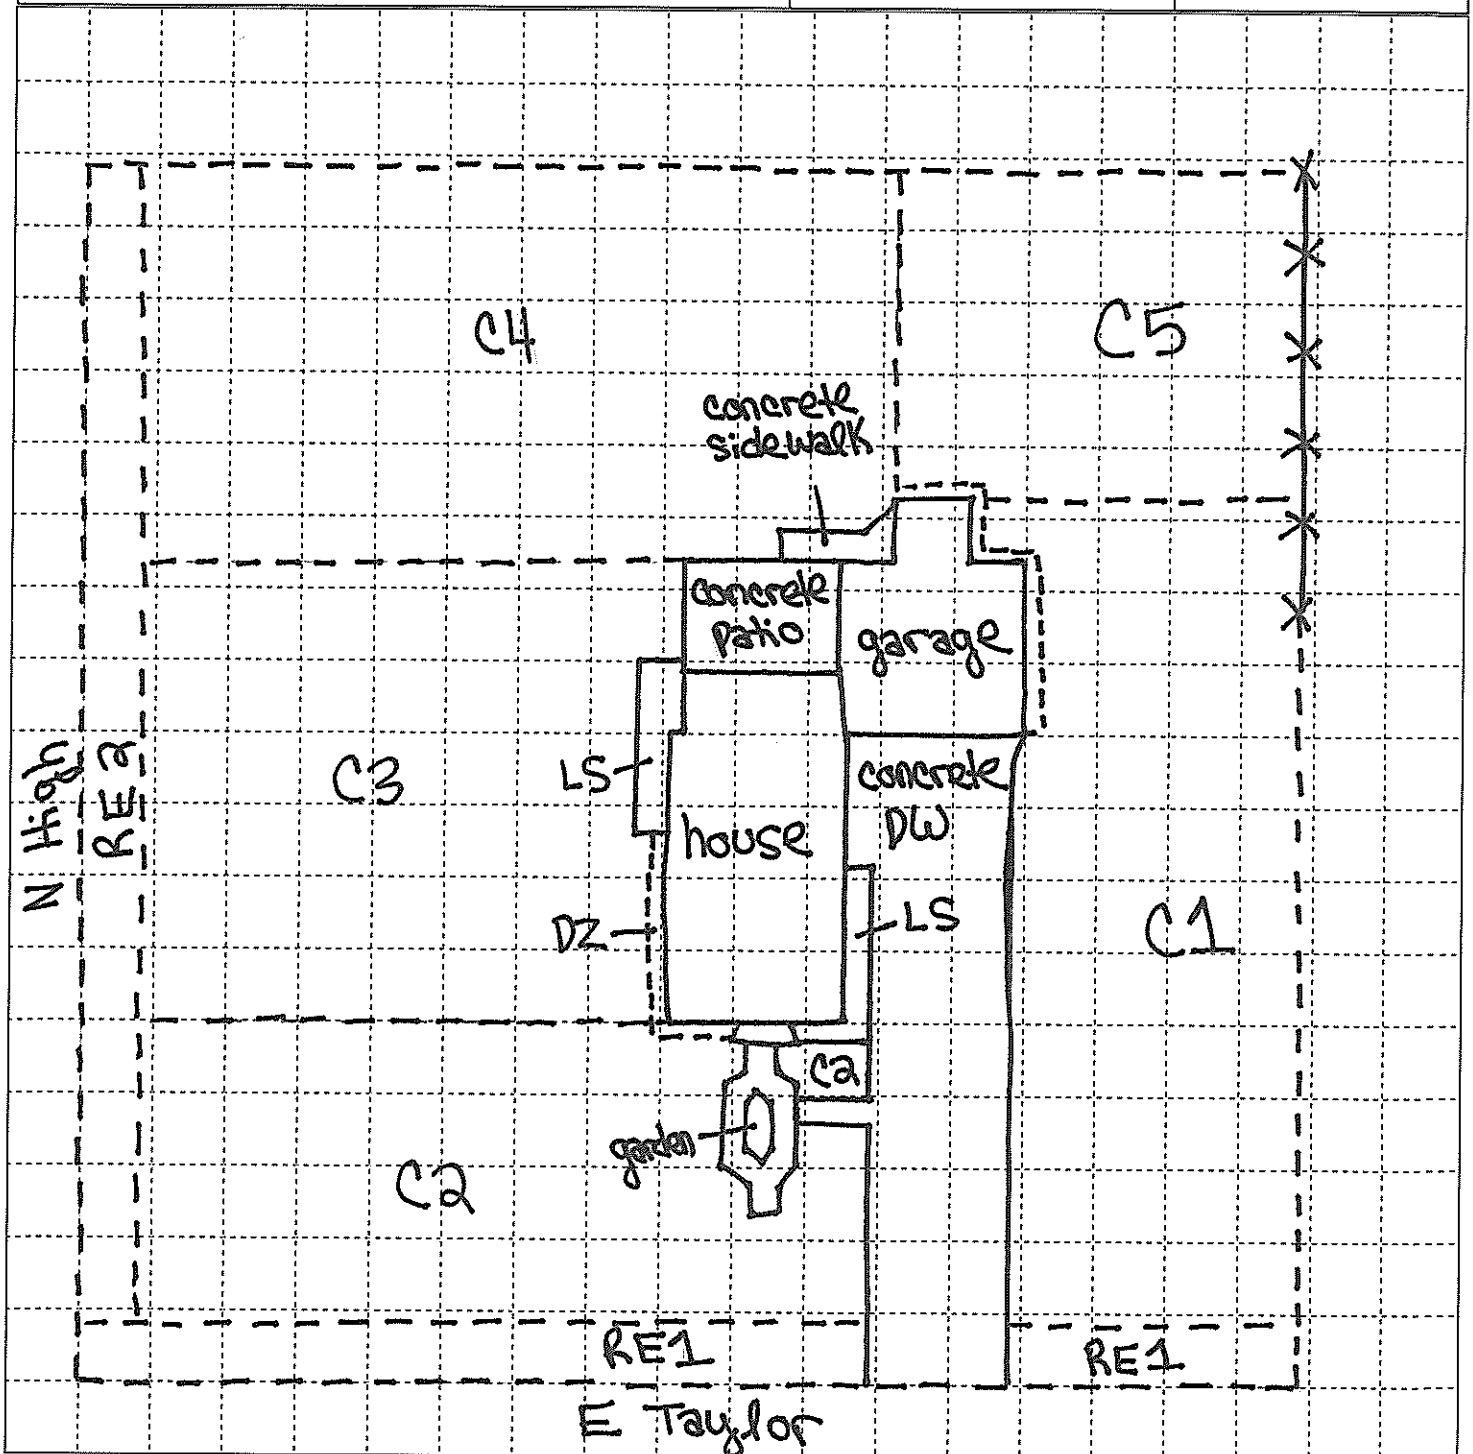 C4
C5
concrete
sidewalk
concrete
patio
garage
N High
RE2
C3
LS
house
concrete
DW
DZ
LS
C1
C2
garden
C2
RE1
RE1
E Taylor